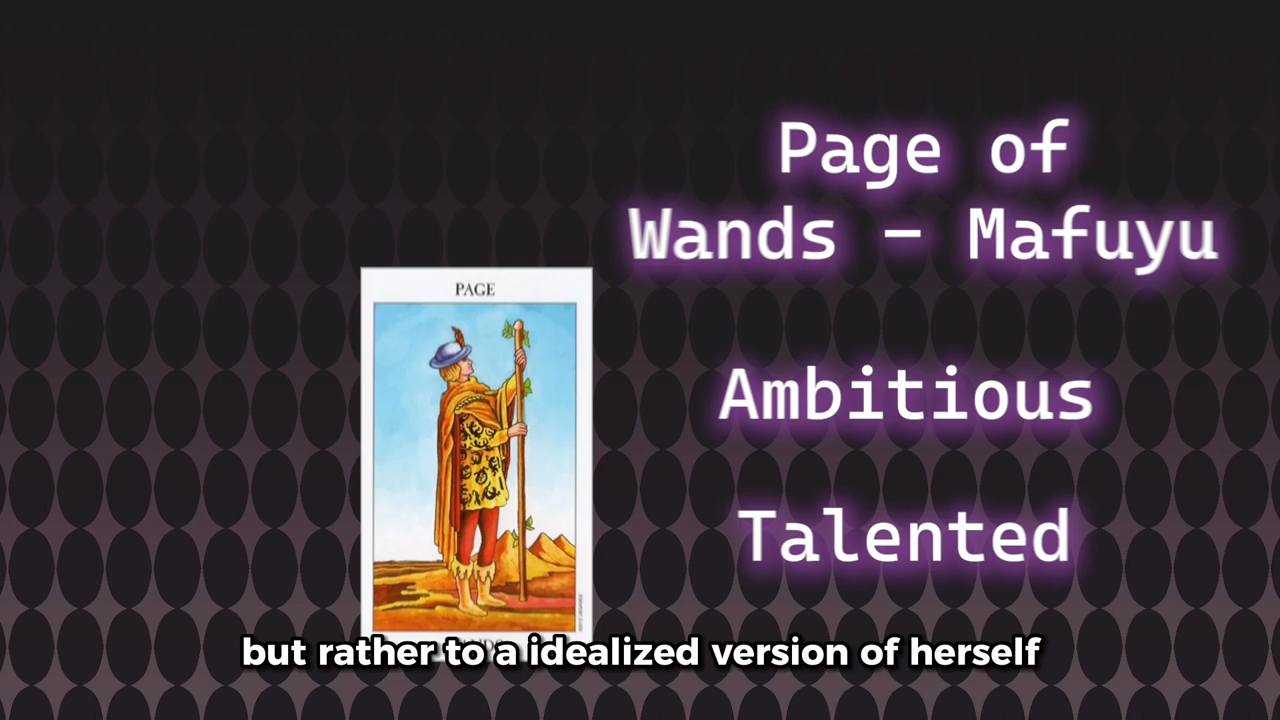 Page of
Wands - Mafuyu
PAGE
Ambitious
Talented
but rather to a idealized version of herself